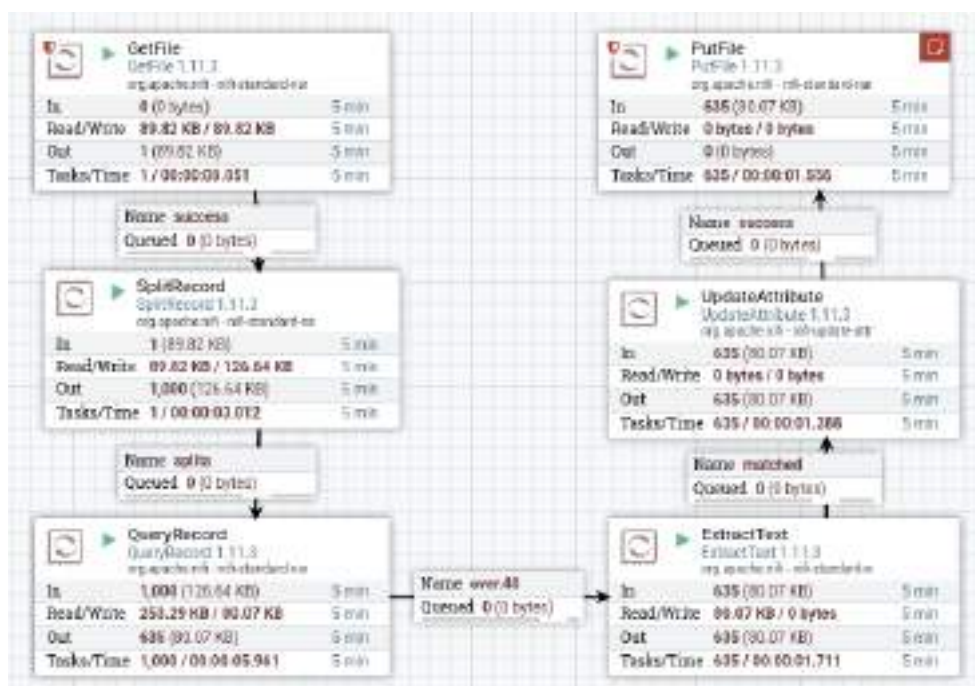 GetFile
GetFile 1.11.3
org.apache.nifi - nifi-standard-nar
In 0 (0 bytes) 5 min
Read/Write 89.82 KB / 89.82 KB 5 min
Out 1 (89.82 KB) 5 min
Tasks/Time 1 / 00:00:00.051 5 min
Name success
Queued 0 (0 bytes)
SplitRecord
SplitRecord 1.11.3
org.apache.nifi - nifi-standard-nar
In 1 (89.82 KB) 5 min
Read/Write 89.82 KB / 126.64 KB 5 min
Out 1,000 (126.64 KB) 5 min
Tasks/Time 1 / 00:00:03.012 5 min
Name splits
Queued 0 (0 bytes)
QueryRecord
QueryRecord 1.11.3
org.apache.nifi - nifi-standard-nar
In 1,000 (126.64 KB) 5 min
Read/Write 253.29 KB / 80.07 KB 5 min
Out 635 (80.07 KB) 5 min
Tasks/Time 1,000 / 00:00:05.961 5 min
Name over.40
Queued 0 (0 bytes)
ExtractText
ExtractText 1.11.3
org.apache.nifi - nifi-standard-nar
In 635 (80.07 KB) 5 min
Read/Write 80.07 KB / 0 bytes 5 min
Out 635 (80.07 KB) 5 min
Tasks/Time 635 / 00:00:01.711 5 min
Name matched
Queued 0 (0 bytes)
UpdateAttribute
UpdateAttribute 1.11.3
org.apache.nifi - nifi-update-attr
In 635 (80.07 KB) 5 min
Read/Write 0 bytes / 0 bytes 5 min
Out 635 (80.07 KB) 5 min
Tasks/Time 635 / 00:00:01.386 5 min
Name success
Queued 0 (0 bytes)
PutFile
PutFile 1.11.3
org.apache.nifi - nifi-standard-nar
In 635 (80.07 KB) 5 min
Read/Write 0 bytes / 0 bytes 5 min
Out 0 (0 bytes) 5 min
Tasks/Time 635 / 00:00:01.556 5 min